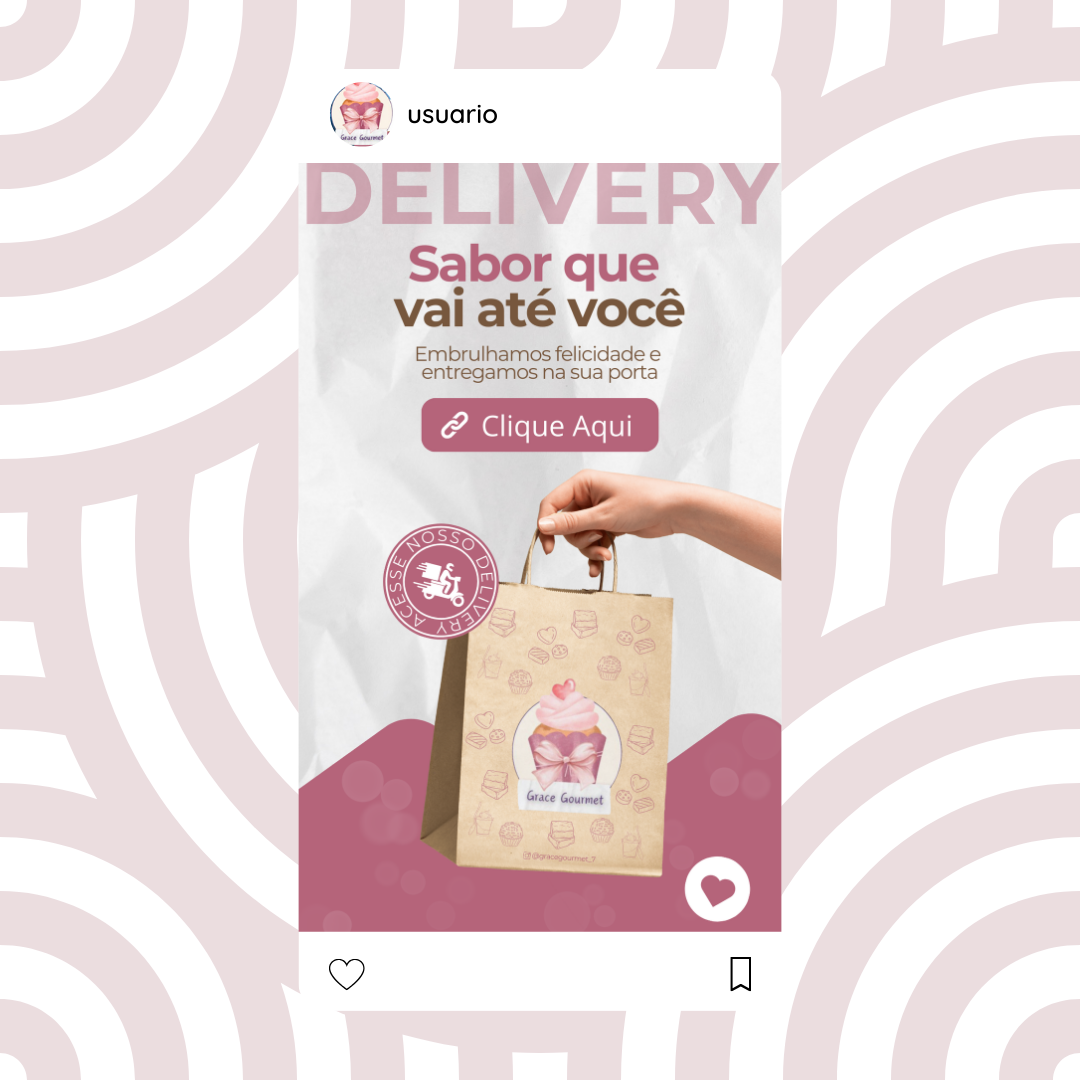 Grace Gourmet
usuario
DELIVERY
Sabor que
vai até você
Embrulhamos felicidade e
entregamos na sua porta
Clique Aqui
ACESSE NOSSO DELIVERY
Grace Gourmet
@gracegourmet_7